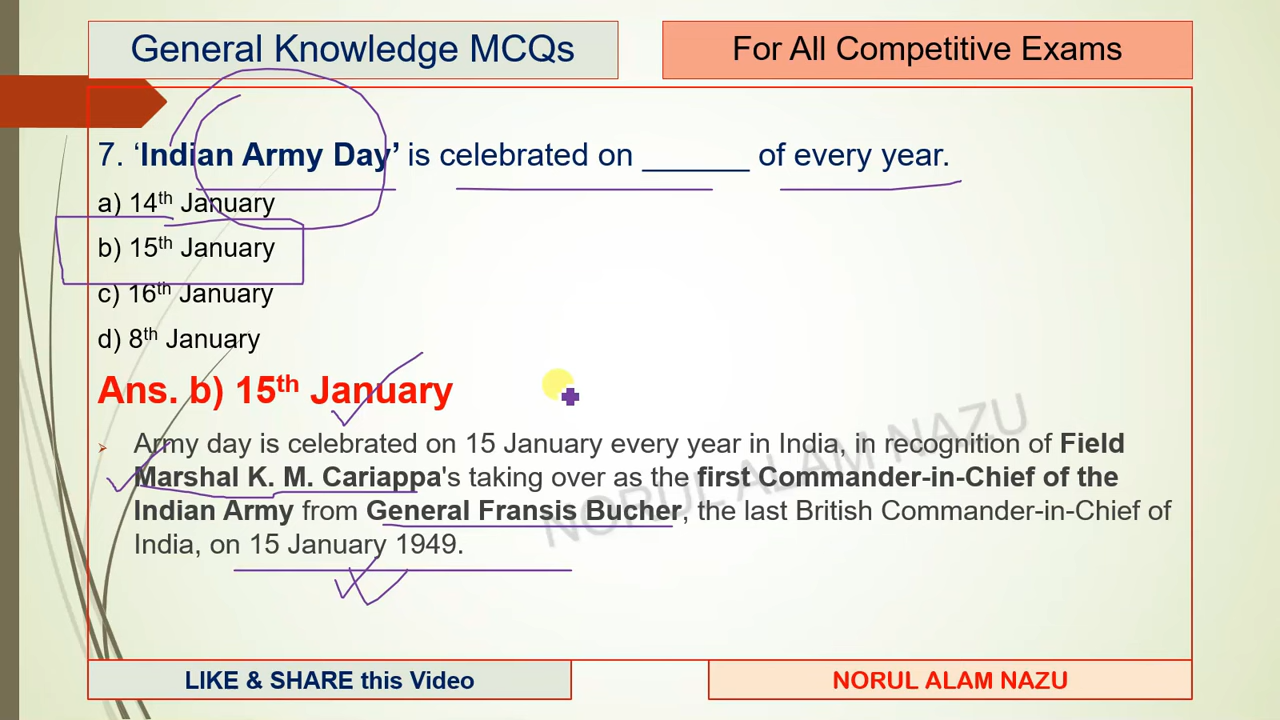 General Knowledge MCQs
For All Competitive Exams
7. ‘Indian Army Day’ is celebrated on ______ of every year.
a) 14th January
b) 15th January
c) 16th January
d) 8th January
Ans. b) 15th January
Army day is celebrated on 15 January every year in India, in recognition of Field
Marshal K. M. Cariappa's taking over as the first Commander-in-Chief of the
Indian Army from General Fransis Bucher, the last British Commander-in-Chief of
India, on 15 January 1949.
NORUL ALAM NAZU
LIKE & SHARE this Video
NORUL ALAM NAZU